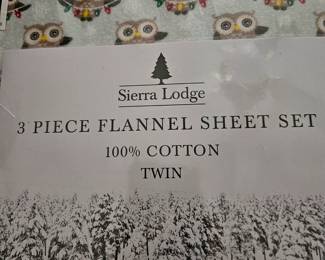 Sierra Lodge
3 PIECE FLANNEL SHEET SET
100% COTTON
TWIN